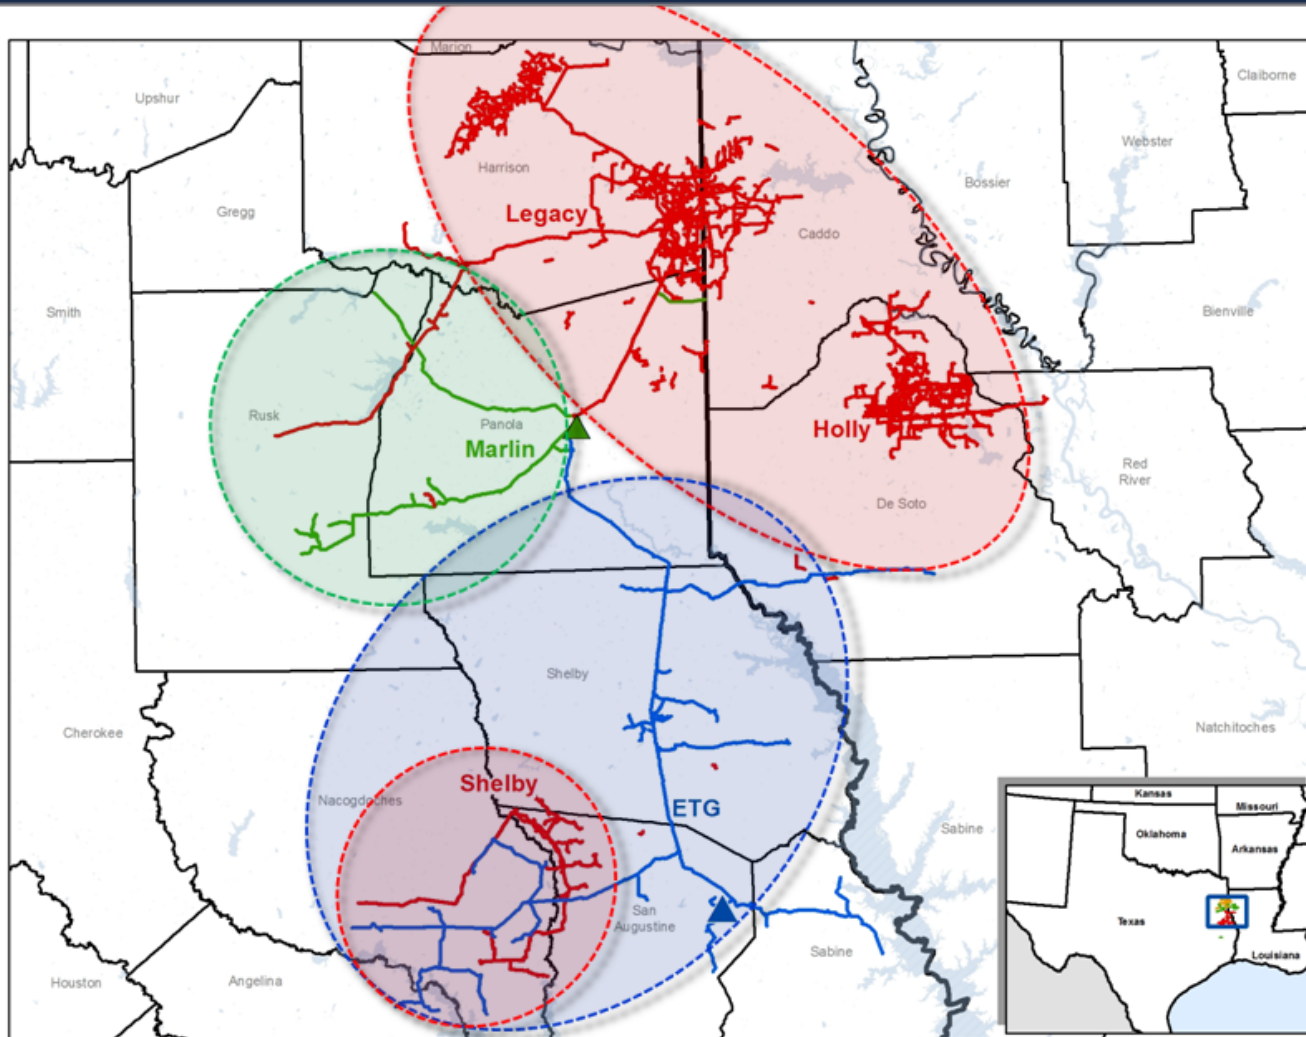 Marion
Claiborne
Upshur
Webster
Harrison
Bossier
Gregg
Legacy
Caddo
Smith
Bienville
Rusk
Panola
Marlin
Holly
Red
River
De Soto
Shelby
Cherokee
Natchitoches
Shelby
Nacogdoches
ETG
Sabine
San
Augustine
Sabine
Houston
Angelina
Kansas
Missouri
Oklahoma
Arkansas
Texas
Louisiana